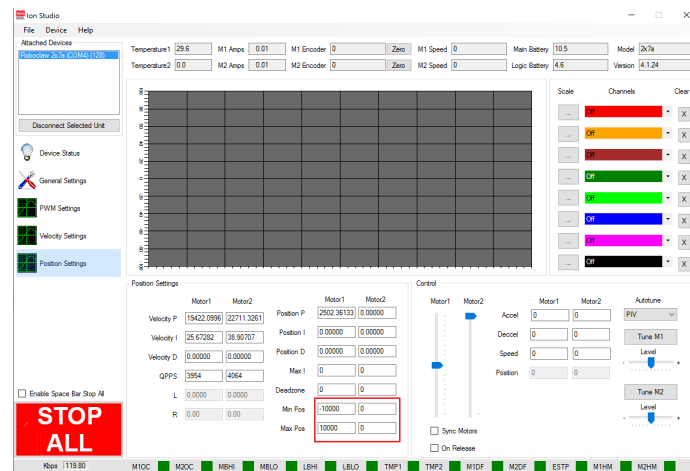 Ion Studio
File Device Help
Attached Devices
Roboclaw 2x7a (COM4) (128)
Disconnect Selected Unit
Device Status
General Settings
PWM Settings
Velocity Settings
Position Settings
Enable Space Bar Stop All
STOP
ALL
Temperature1 29.6 M1 Amps 0.01 M1 Encoder 0 Zero M1 Speed 0 Main Battery 10.5 Model 2x7a
Temperature2 0.0 M2 Amps 0.01 M2 Encoder 0 Zero M2 Speed 0 Logic Battery 4.6 Version 4.1.24
Scale Channels Clear
... Off X
... Off X
... Off X
... Off X
... Off X
... Off X
... Off X
... Off X
Position Settings
Motor1 Motor2
Velocity P 19422.0996 22711.3261
Velocity I 25.67282 38.90707
Velocity D 0.00000 0.00000
QPPS 3954 4064
L 0.0000 0.0000
R 0.00 0.00
Motor1 Motor2
Position P 2502.36133 0.00000
Position I 0.00000 0.00000
Position D 0.00000 0.00000
Max I 0 0
Deadzone 0 0
Min Pos -10000 0
Max Pos 10000 0
Control
Motor1 Motor2
Sync Motors
On Release
Motor1 Motor2
Accel 0 0
Deccel 0 0
Speed 0 0
Position 0 0
Autotune
PIV
Tune M1
Level
- +
Tune M2
Level
- +
Kbps 119.80 M1OC M2OC MBHI MBLO LBHI LBLO TMP1 TMP2 M1DF M2DF ESTP M1HM M2HM